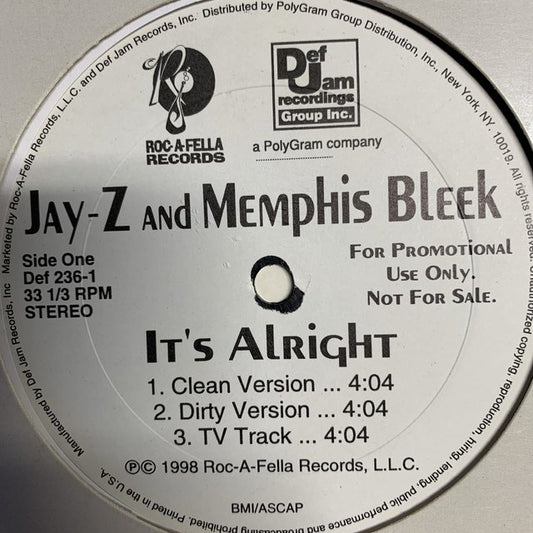 Manufactured by Def Jam Records, Inc Marketed by Roc-A-Fella Records, L.L.C. and Def Jam Records, Inc. Distributed by PolyGram Group Distribution, Inc., New York, NY. 10019. All rights reserved. Unauthorized copying, reproduction, hiring, lending, public performance and broadcasting prohibited. Printed in the U.S.A.
R
ROC-A-FELLA
RECORDS
Def
Jam
recordings
Group Inc.
a PolyGram company
Jay-Z and Memphis Bleek
Side One
Def 236-1
33 1/3 RPM
STEREO
For Promotional
Use Only.
Not For Sale.
It's Alright
1. Clean Version ... 4:04
2. Dirty Version ... 4:04
3. TV Track ... 4:04
℗© 1998 Roc-A-Fella Records, L.L.C.
BMI/ASCAP